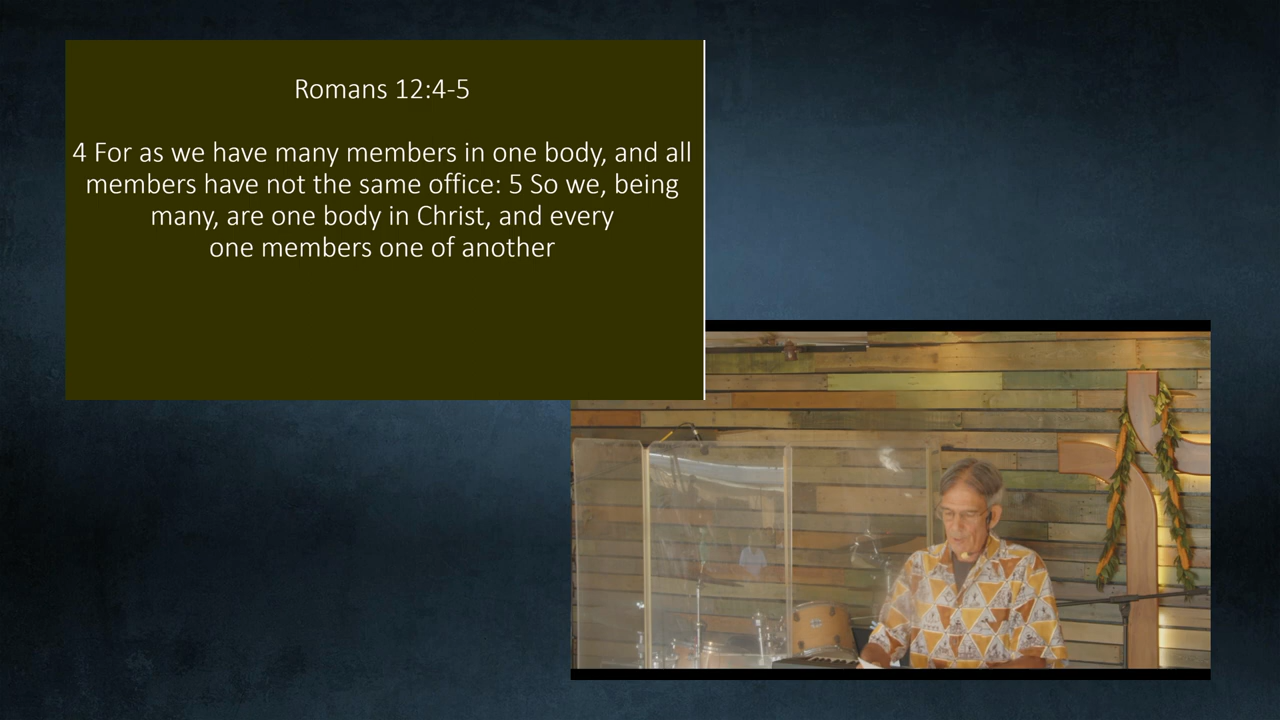 Romans 12:4-5
4 For as we have many members in one body, and all
members have not the same office: 5 So we, being
many, are one body in Christ, and every
one members one of another